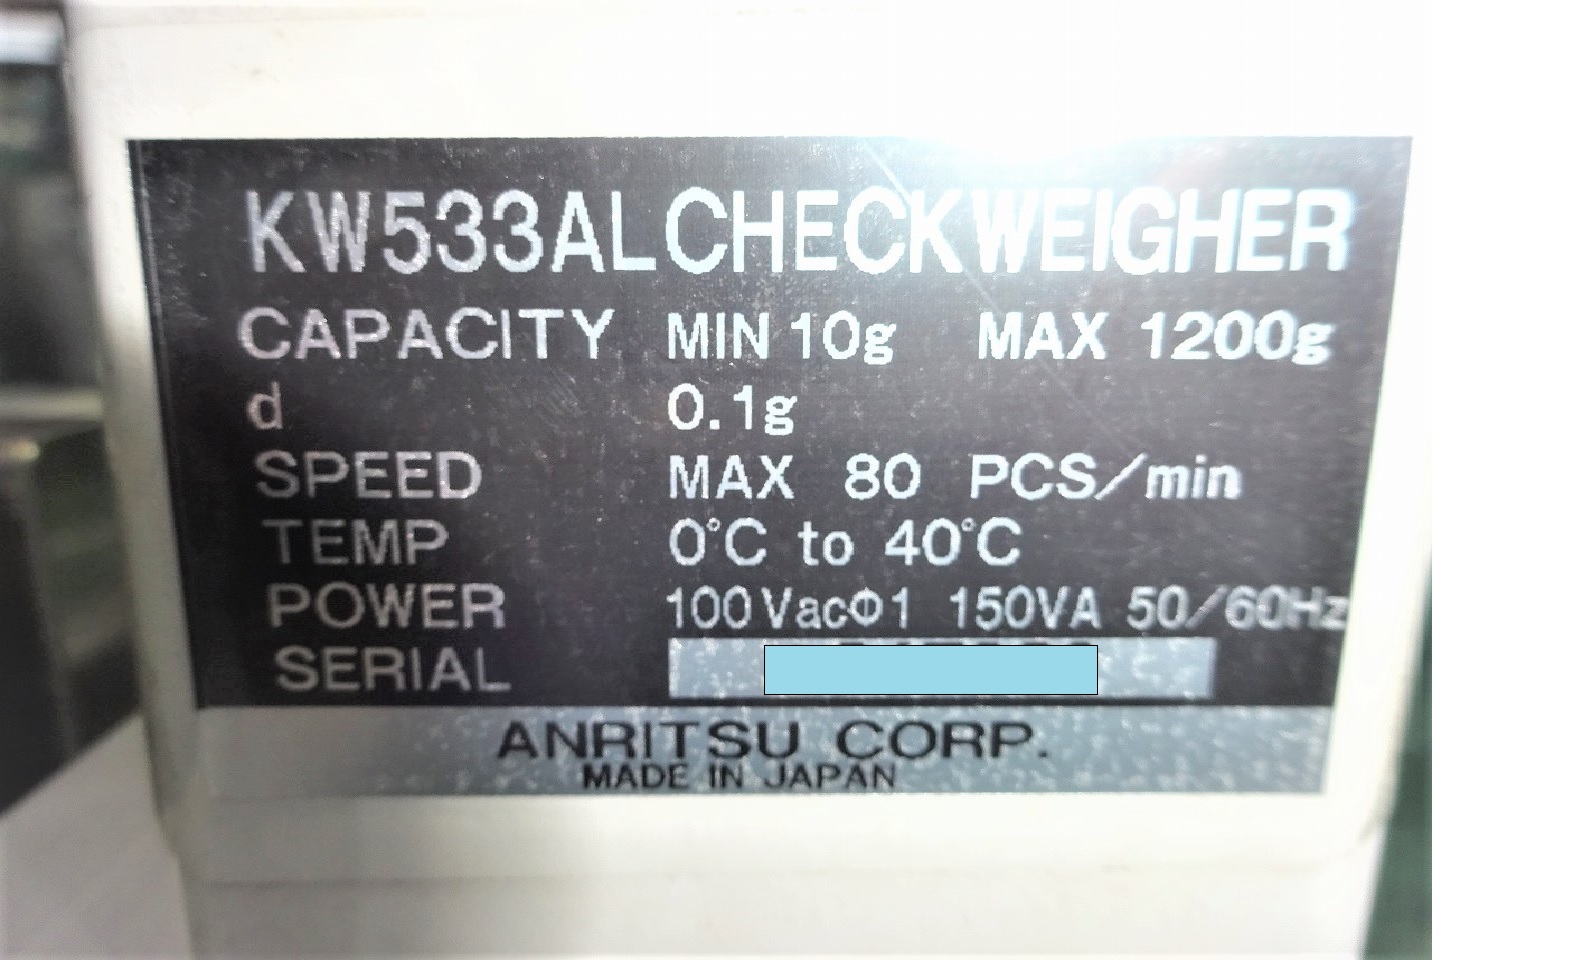 KW533AL CHECKWEIGHER
CAPACITY MIN 10g MAX 1200g
d 0.1g
SPEED MAX 80 PCS/min
TEMP 0°C to 40°C
POWER 100VacΦ1 150VA 50/60Hz
SERIAL
ANRITSU CORP.
MADE IN JAPAN